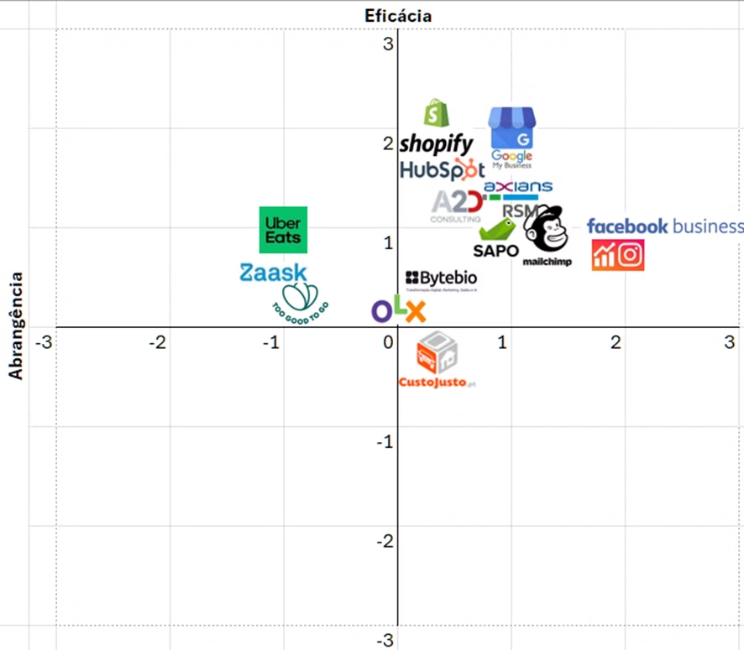 Eficácia
3
2
shopify
Google
My Business
HubSpot
axians
A2D
CONSULTING
RSM
Uber
Eats
1
facebook business
SAPO
mailchimp
Zaask
Bytebio
TOO GOOD TO GO
OLX
Abrangência
-3
-2
-1
0
1
2
3
CustoJusto.pt
-1
-2
-3